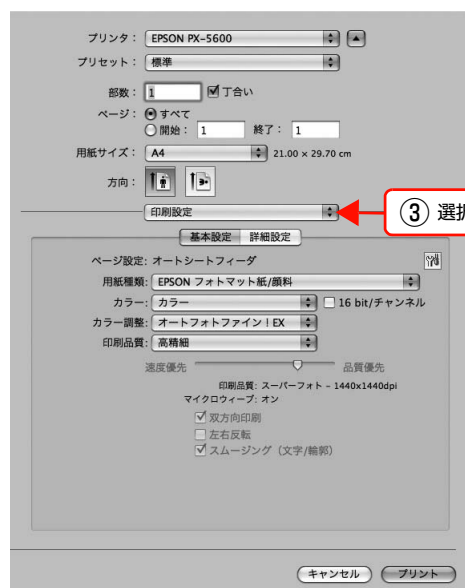 プリンタ： EPSON PX-5600
プリセット： 標準
部数： 1 丁合い
ページ： すべて
開始： 1 終了： 1
用紙サイズ： A4 21.00 × 29.70 cm
方向：
印刷設定
③ 選択
基本設定 詳細設定
ページ設定: オートシートフィーダ
用紙種類: EPSON フォトマット紙/顔料
カラー: カラー 16 bit/チャンネル
カラー調整: オートフォトファイン！EX
印刷品質: 高精細
速度優先 品質優先
印刷品質: スーパーフォト - 1440x1440dpi
マイクロウィーブ: オン
双方向印刷
左右反転
スムージング（文字/輪郭）
キャンセル プリント